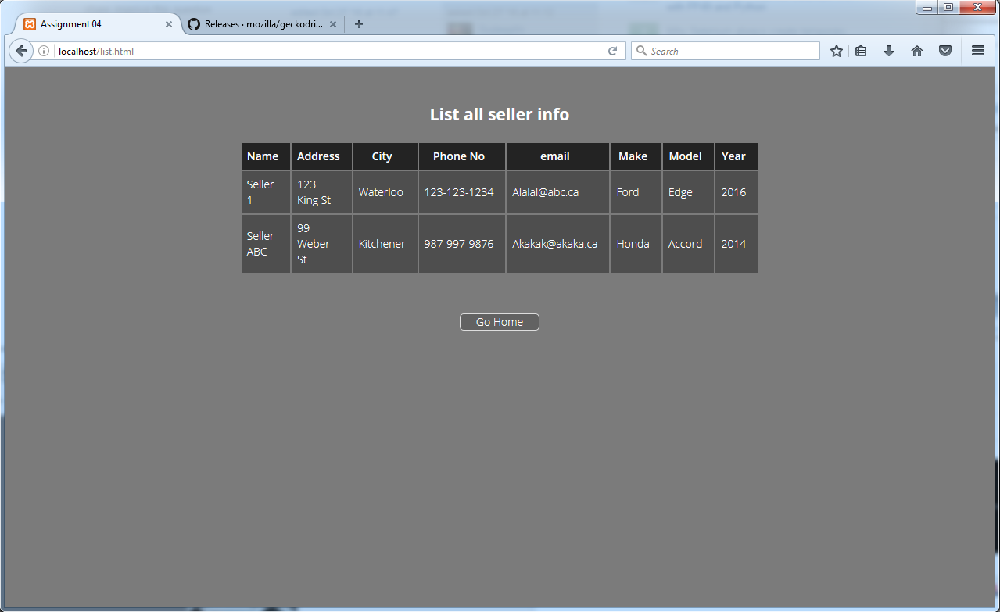 Assignment 04
Releases · mozilla/geckodri...
localhost/list.html
Search
List all seller info
Name Address City Phone No email Make Model Year
Seller 1 123 King St Waterloo 123-123-1234 Alalal@abc.ca Ford Edge 2016
Seller ABC 99 Weber St Kitchener 987-997-9876 Akakak@akaka.ca Honda Accord 2014
Go Home